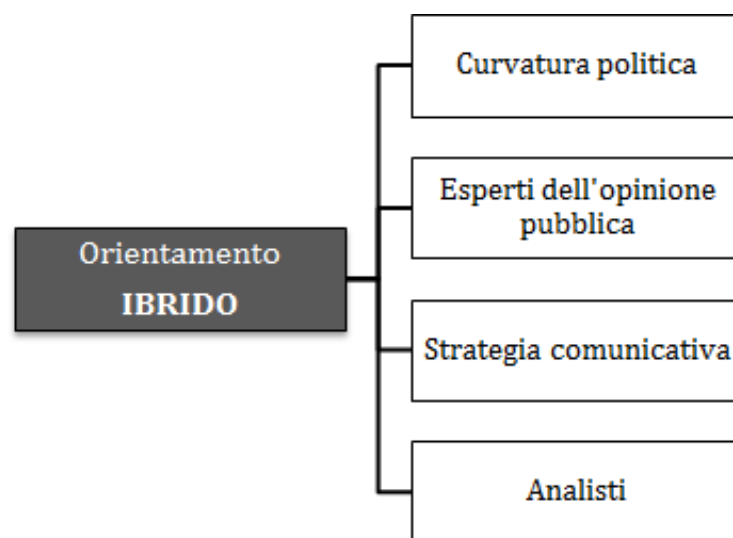 Curvatura politica
Esperti dell'opinione
pubblica
Orientamento
IBRIDO
Strategia comunicativa
Analisti